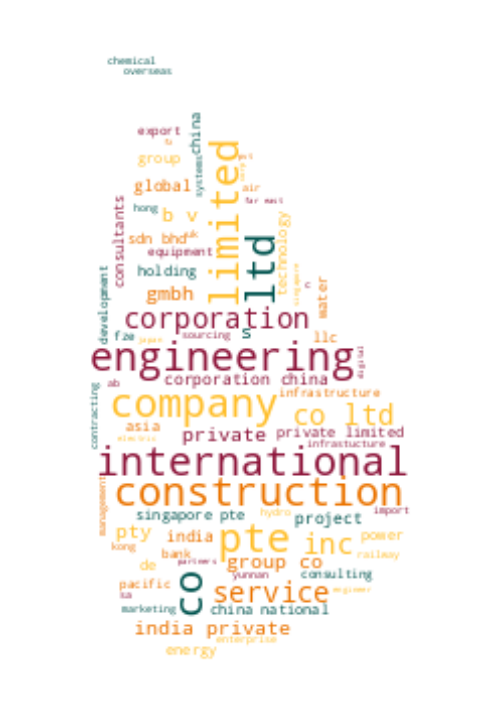 chemical
overseas
export
china
limited
group
systems
global
air
far east
hong
b v
consultants
technology
sdn bhd
uk
ltd
equipment
holding
singapore
gmbh
c
mater
development
corporation
s
fze
japan
sourcing
llc
engineering
digital
ab
corporation china
contracting
company
infrastructure
co ltd
asia
private
private limited
electric
infrastucture
international
management
construction
singapore pte
hydro
project
import
pty
india
pte
inc
power
kong
bank
railway
de
partners
group co
yunnan
consulting
pacific
co
service
engineer
sa
marketing
china national
india private
enterprise
energy